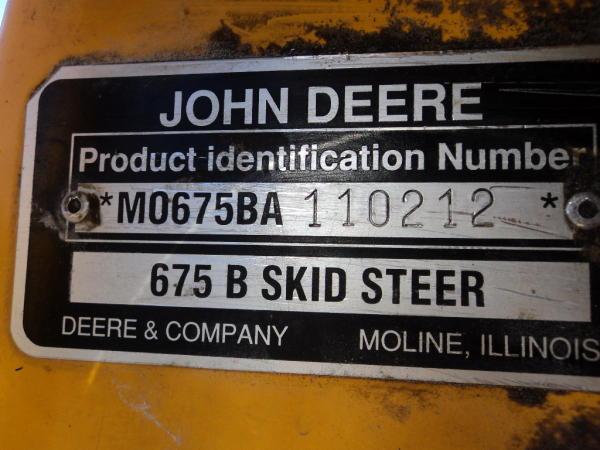 JOHN DEERE
Product identification Number
*M0675BA 110212 *
675 B SKID STEER
DEERE & COMPANY MOLINE, ILLINOIS